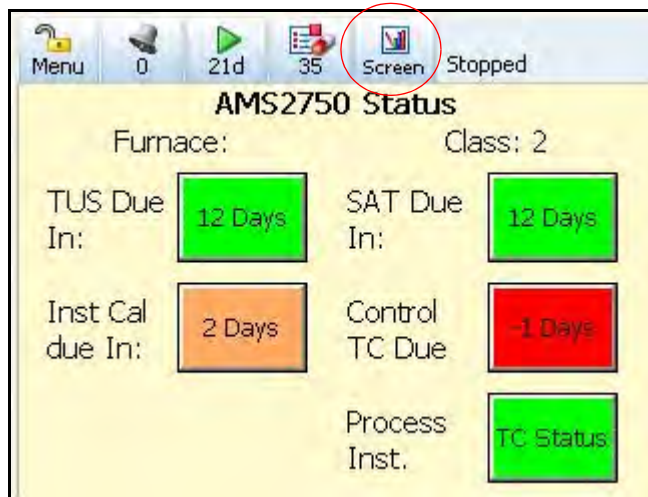 Menu 0 21d 35 Screen Stopped
AMS2750 Status
Furnace: Class: 2
TUS Due In: 12 Days SAT Due In: 12 Days
Inst Cal due In: 2 Days Control TC Due -1 Days
Process Inst. TC Status